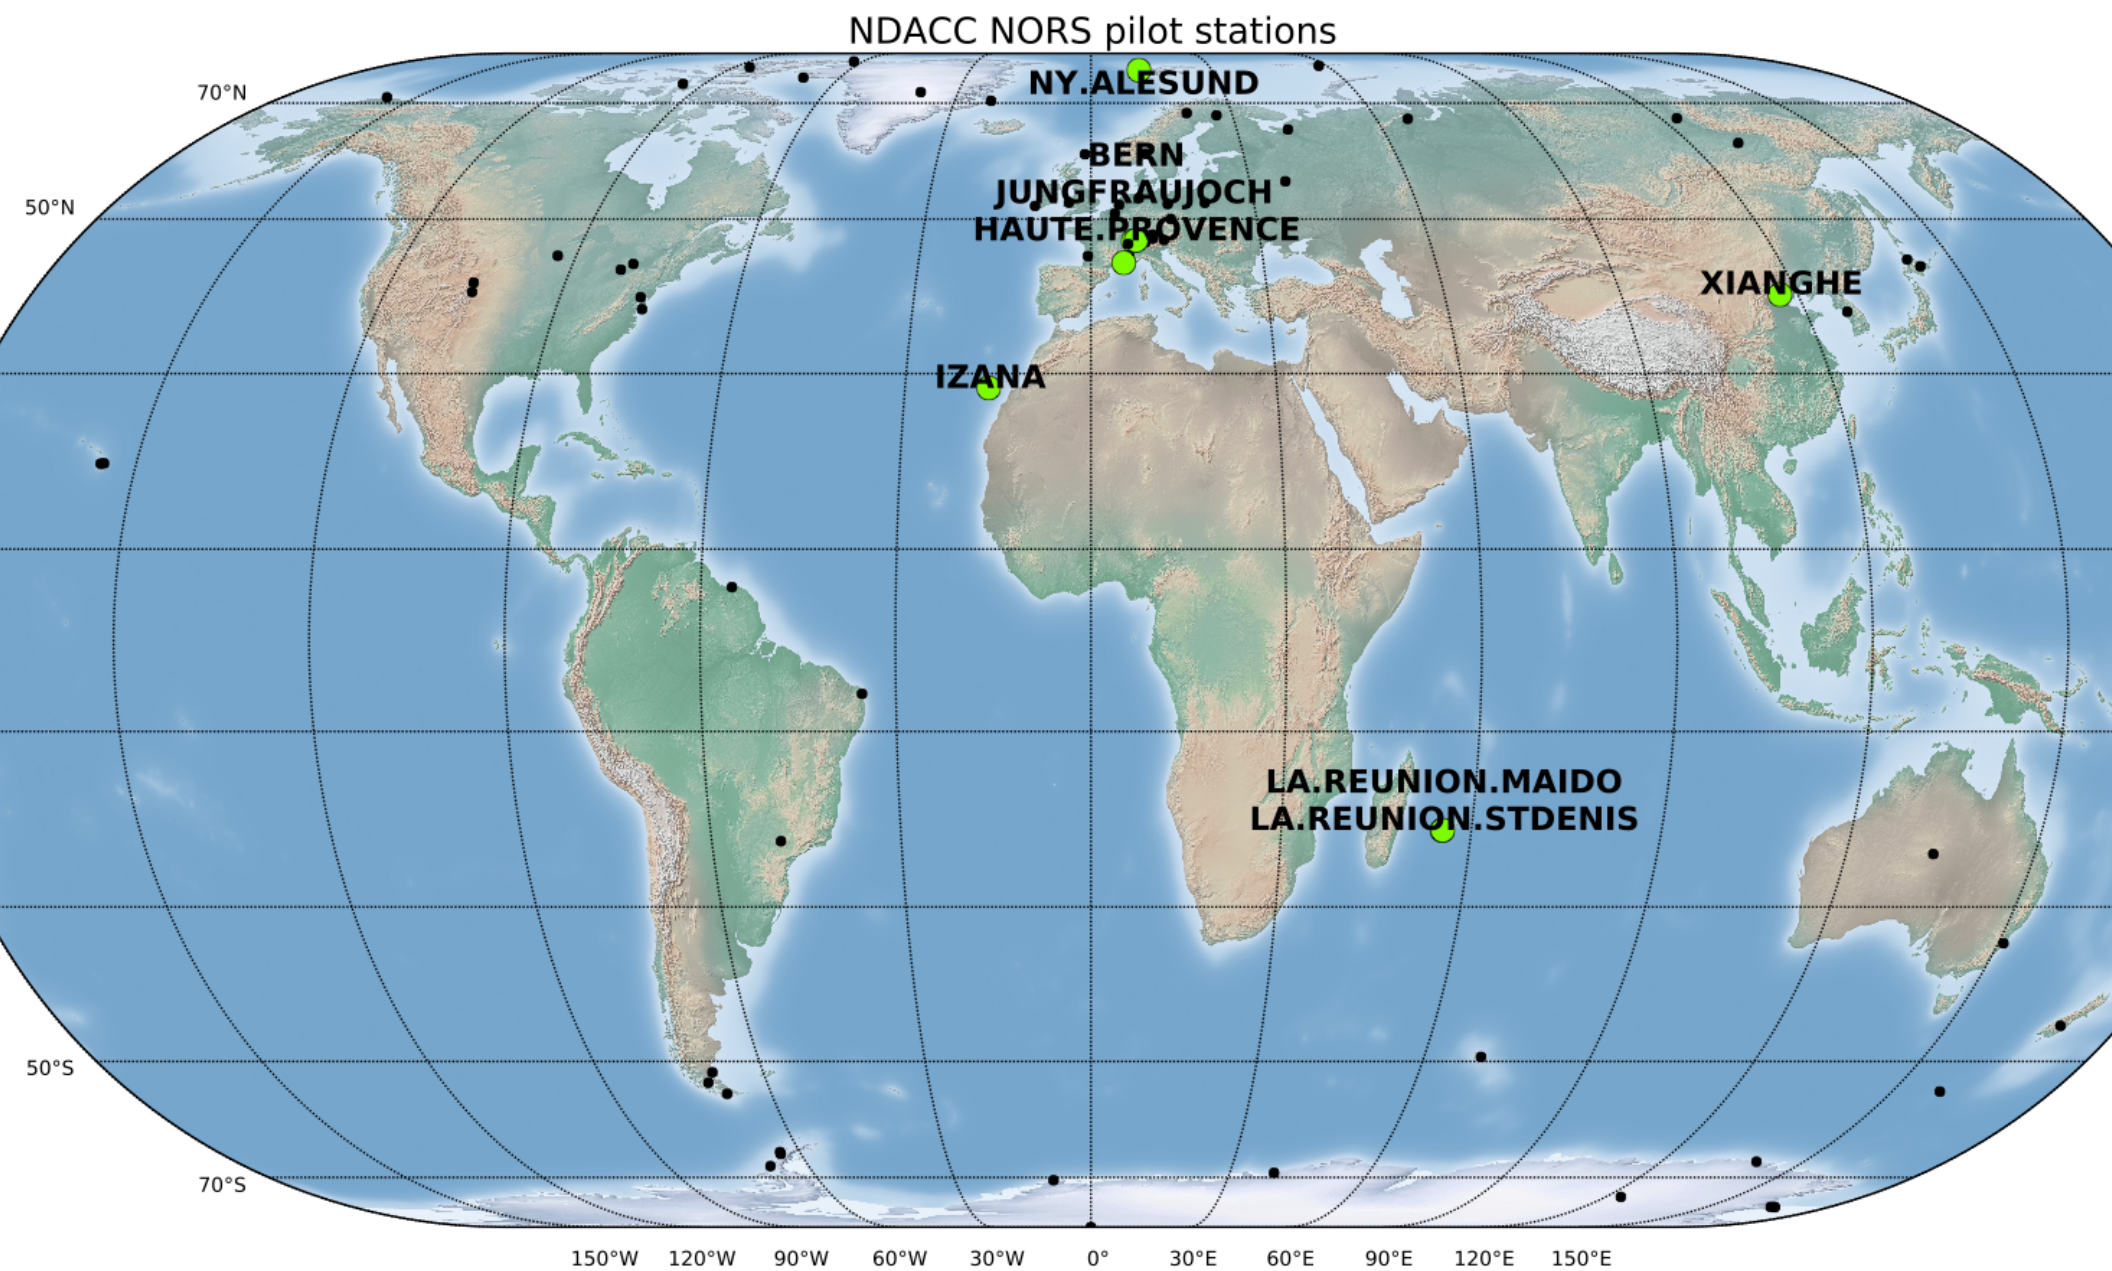 NDACC NORS pilot stations
70°N
NY.ALESUND
BERN
JUNGFRAUJOCH
50°N
HAUTE.PROVENCE
XIANGHE
IZANA
LA.REUNION.MAIDO
LA.REUNION.STDENIS
50°S
70°S
150°W 120°W 90°W 60°W 30°W 0° 30°E 60°E 90°E 120°E 150°E